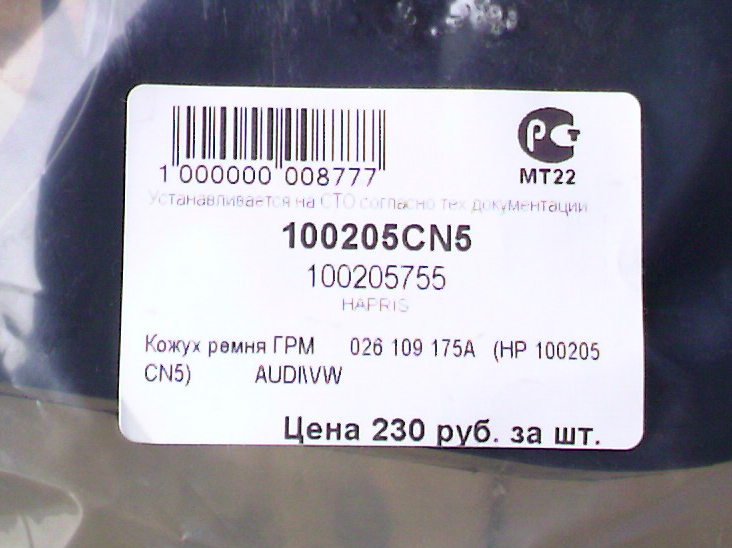 РСТ
МТ22
1 000000 008777
Устанавливается на СТО согласно тех документации
100205CN5
100205755
HAPRIS
Кожух ремня ГРМ 026 109 175A (HP 100205
CN5) AUDI\VW
Цена 230 руб. за шт.